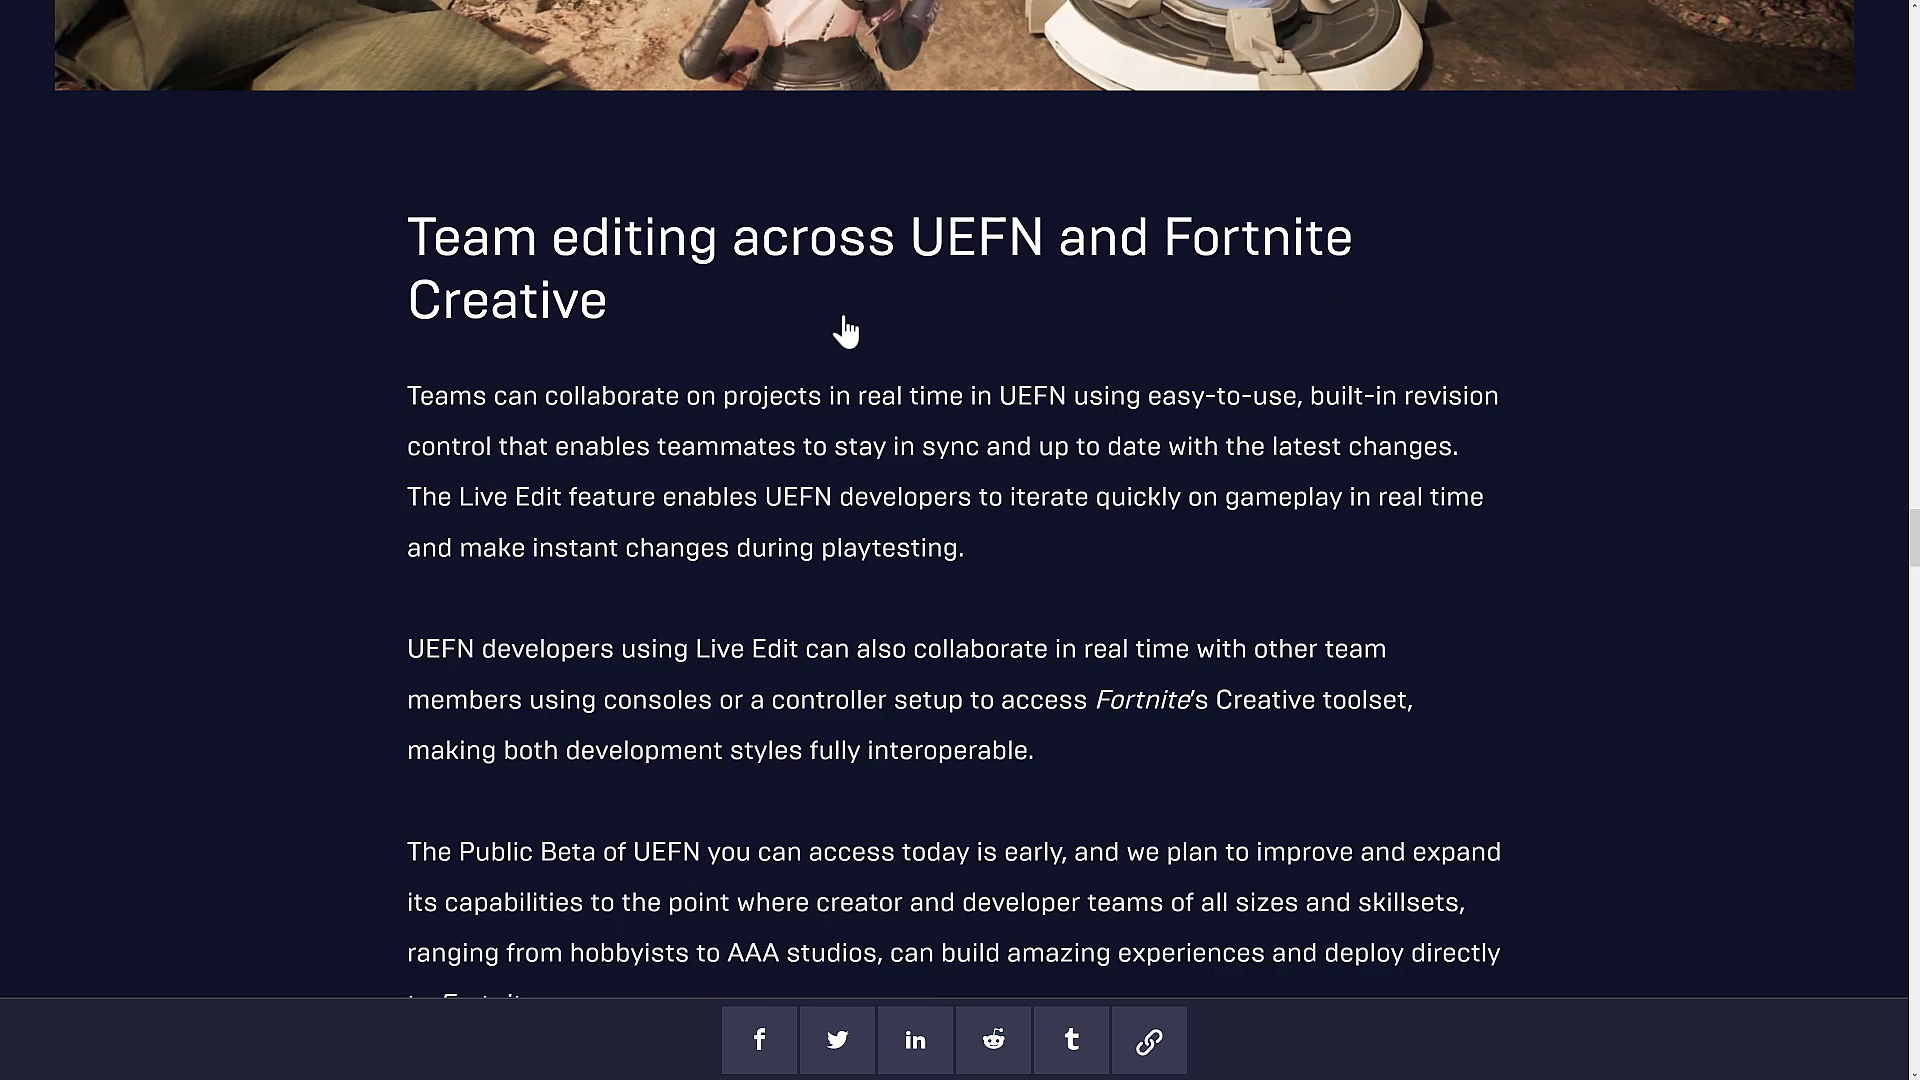 Team editing across UEFN and Fortnite
Creative
Teams can collaborate on projects in real time in UEFN using easy-to-use, built-in revision
control that enables teammates to stay in sync and up to date with the latest changes.
The Live Edit feature enables UEFN developers to iterate quickly on gameplay in real time
and make instant changes during playtesting.
UEFN developers using Live Edit can also collaborate in real time with other team
members using consoles or a controller setup to access Fortnite's Creative toolset,
making both development styles fully interoperable.
The Public Beta of UEFN you can access today is early, and we plan to improve and expand
its capabilities to the point where creator and developer teams of all sizes and skillsets,
ranging from hobbyists to AAA studios, can build amazing experiences and deploy directly